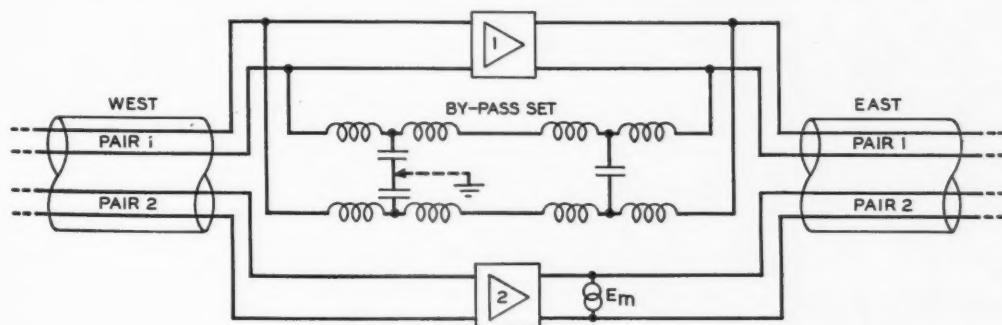 1
BY-PASS SET
WEST
EAST
PAIR 1
PAIR 1
PAIR 2
PAIR 2
2
Em